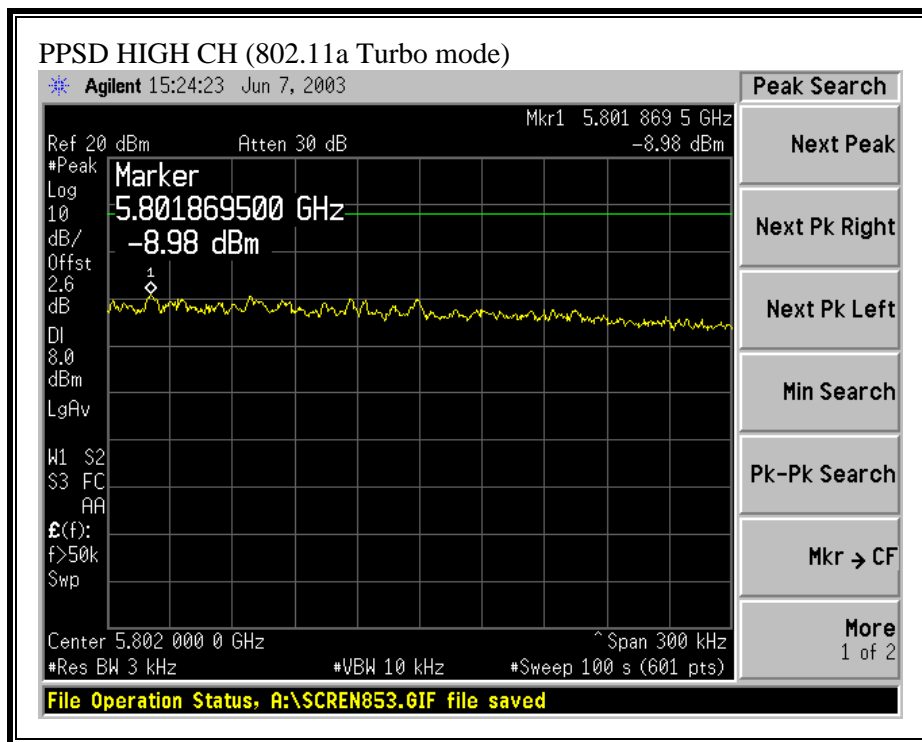 PPSD HIGH CH (802.11a Turbo mode)
Agilent 15:24:23 Jun 7, 2003
Peak Search
Mkr1 5.801 869 5 GHz
Ref 20 dBm Atten 30 dB -8.98 dBm
#Peak
Log
10
dB/
Offst
2.6
dB
DI
8.0
dBm
LgAv
W1 S2
S3 FC
AA
£(f):
f>50k
Swp
Marker
5.801869500 GHz
-8.98 dBm
1
Center 5.802 000 0 GHz ^Span 300 kHz
#Res BW 3 kHz #VBW 10 kHz #Sweep 100 s (601 pts)
Next Peak
Next Pk Right
Next Pk Left
Min Search
Pk-Pk Search
Mkr → CF
More
1 of 2
File Operation Status, A:\SCREN853.GIF file saved